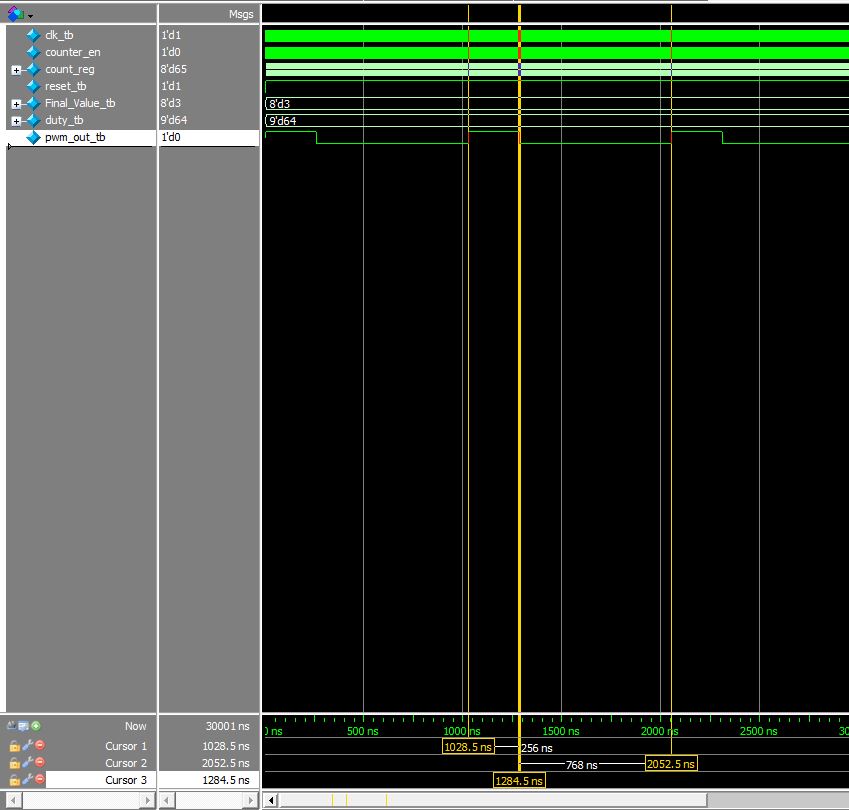 Msgs
clk_tb 1'd1
counter_en 1'd0
count_reg 8'd65
reset_tb 1'd1
Final_Value_tb 8'd3 8'd3
duty_tb 9'd64 9'd64
pwm_out_tb 1'd0
Now 30001 ns 0 ns 500 ns 1000 ns 1500 ns 2000 ns 2500 ns
Cursor 1 1028.5 ns 1028.5 ns 256 ns
Cursor 2 2052.5 ns 768 ns 2052.5 ns
Cursor 3 1284.5 ns 1284.5 ns